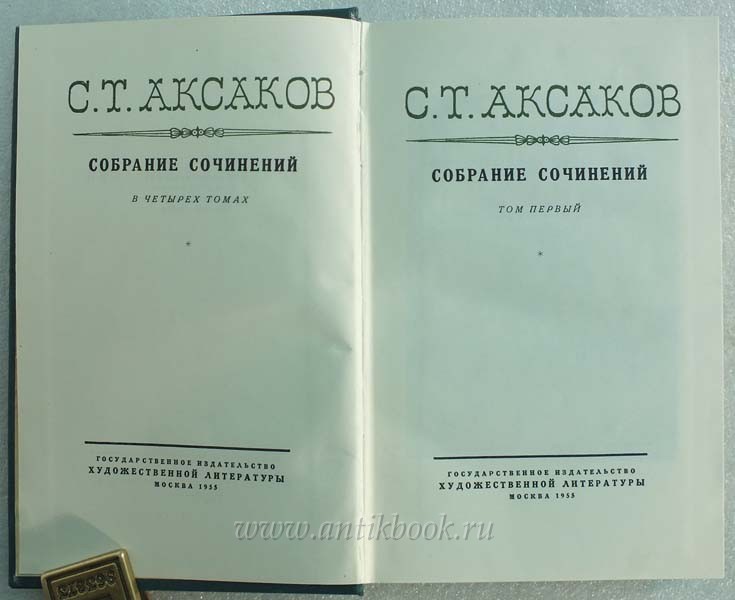 С.Т. АКСАКОВ
СОБРАНИЕ СОЧИНЕНИЙ
В ЧЕТЫРЕХ ТОМАХ
*
ГОСУДАРСТВЕННОЕ ИЗДАТЕЛЬСТВО
ХУДОЖЕСТВЕННОЙ ЛИТЕРАТУРЫ
МОСКВА 1955
С.Т. АКСАКОВ
СОБРАНИЕ СОЧИНЕНИЙ
ТОМ ПЕРВЫЙ
*
ГОСУДАРСТВЕННОЕ ИЗДАТЕЛЬСТВО
ХУДОЖЕСТВЕННОЙ ЛИТЕРАТУРЫ
МОСКВА 1955
www.antikbook.ru